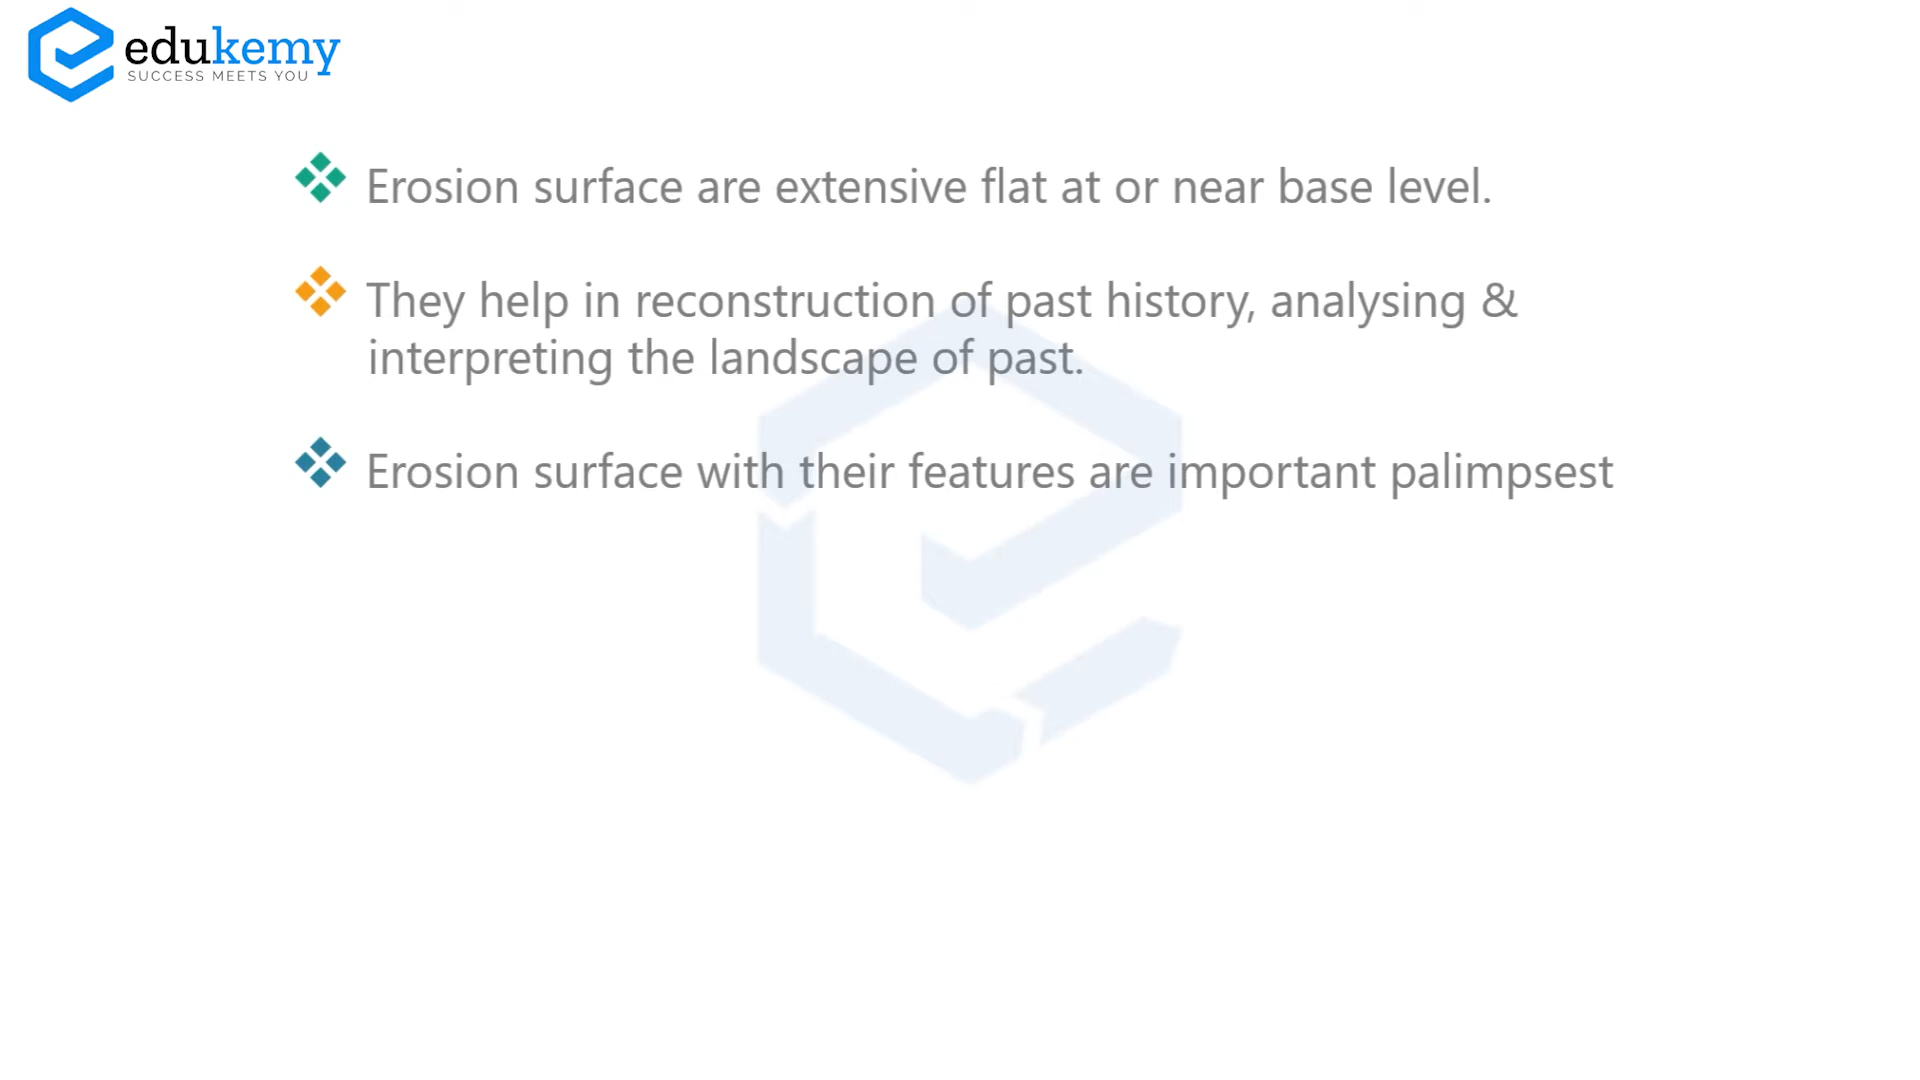 edukemy
SUCCESS MEETS YOU
Erosion surface are extensive flat at or near base level.
They help in reconstruction of past history, analysing &
interpreting the landscape of past.
Erosion surface with their features are important palimpsest